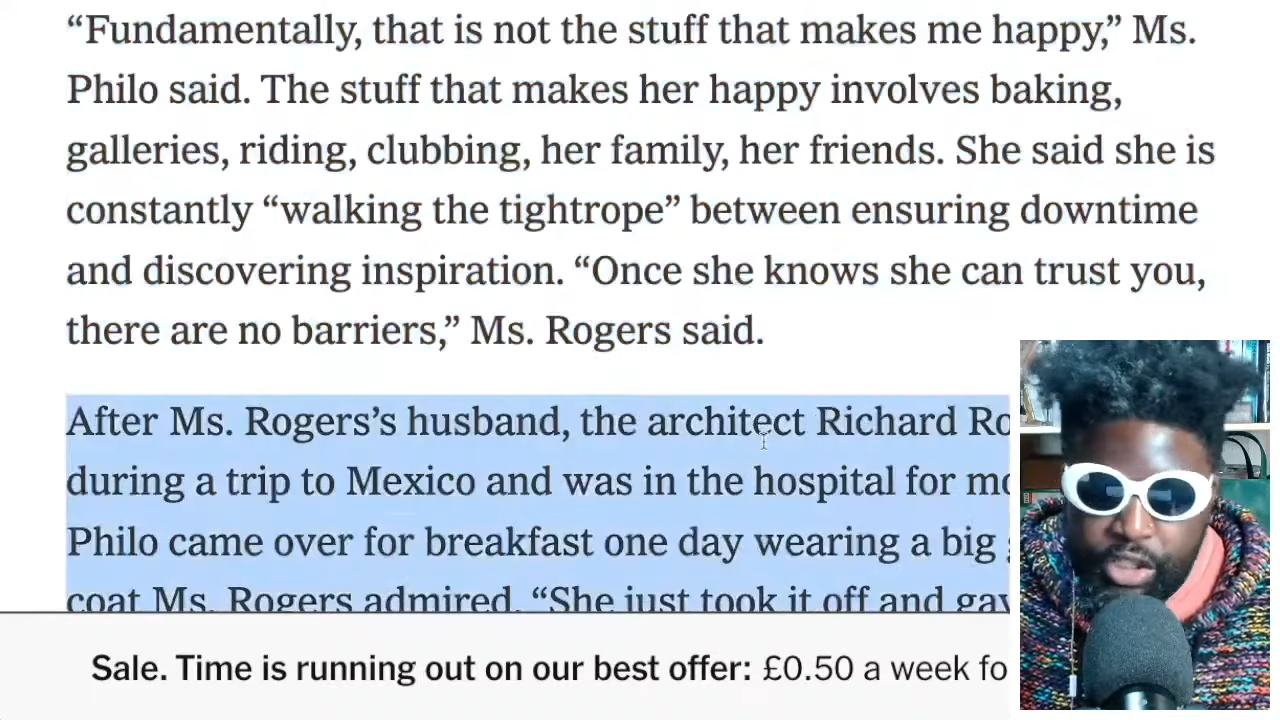 “Fundamentally, that is not the stuff that makes me happy,” Ms.
Philo said. The stuff that makes her happy involves baking,
galleries, riding, clubbing, her family, her friends. She said she is
constantly “walking the tightrope” between ensuring downtime
and discovering inspiration. “Once she knows she can trust you,
there are no barriers,” Ms. Rogers said.
After Ms. Rogers’s husband, the architect Richard
during a trip to Mexico and was in the hospital for
Philo came over for breakfast one day wearing a big
coat Ms. Rogers admired. “She just took it off and
Sale. Time is running out on our best offer: £0.50 a week